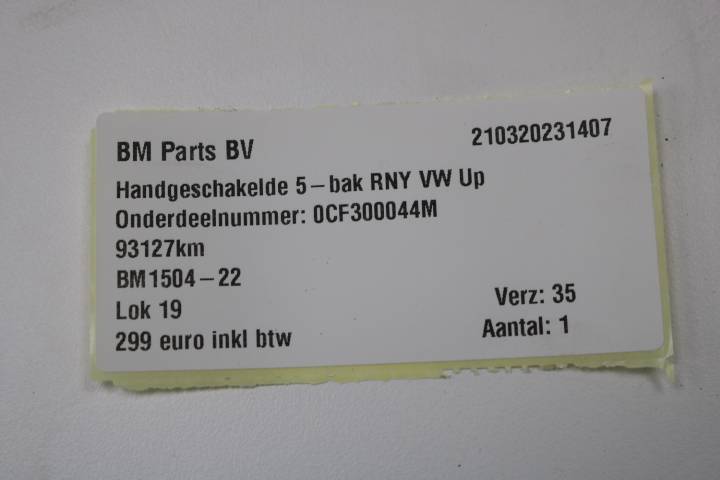 BM Parts BV
210320231407
Handgeschakelde 5-bak RNY VW Up
Onderdeelnummer: 0CF300044M
93127km
BM1504-22
Lok 19
Verz: 35
299 euro inkl btw
Aantal: 1